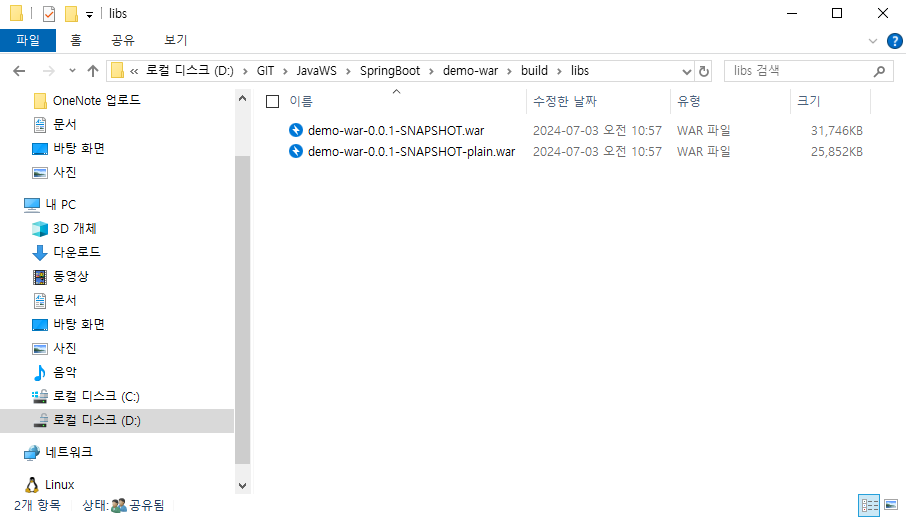 libs
파일 홈 공유 보기
« 로컬 디스크 (D:) > GIT > JavaWS > SpringBoot > demo-war > build > libs
libs 검색
OneNote 업로드
문서
바탕 화면
사진
내 PC
3D 개체
다운로드
동영상
문서
바탕 화면
사진
음악
로컬 디스크 (C:)
로컬 디스크 (D:)
네트워크
Linux
이름 수정한 날짜 유형 크기
demo-war-0.0.1-SNAPSHOT.war 2024-07-03 오전 10:57 WAR 파일 31,746KB
demo-war-0.0.1-SNAPSHOT-plain.war 2024-07-03 오전 10:57 WAR 파일 25,852KB
2개 항목 상태: 공유됨